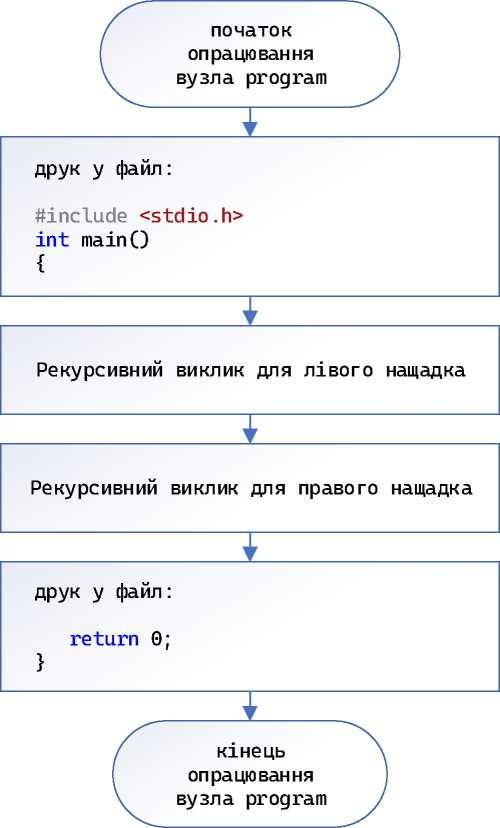 початок
опрацювання
вузла program
друк у файл:
#include <stdio.h>
int main()
{
Рекурсивний виклик для лівого нащадка
Рекурсивний виклик для правого нащадка
друк у файл:
return 0;
}
кінець
опрацювання
вузла program